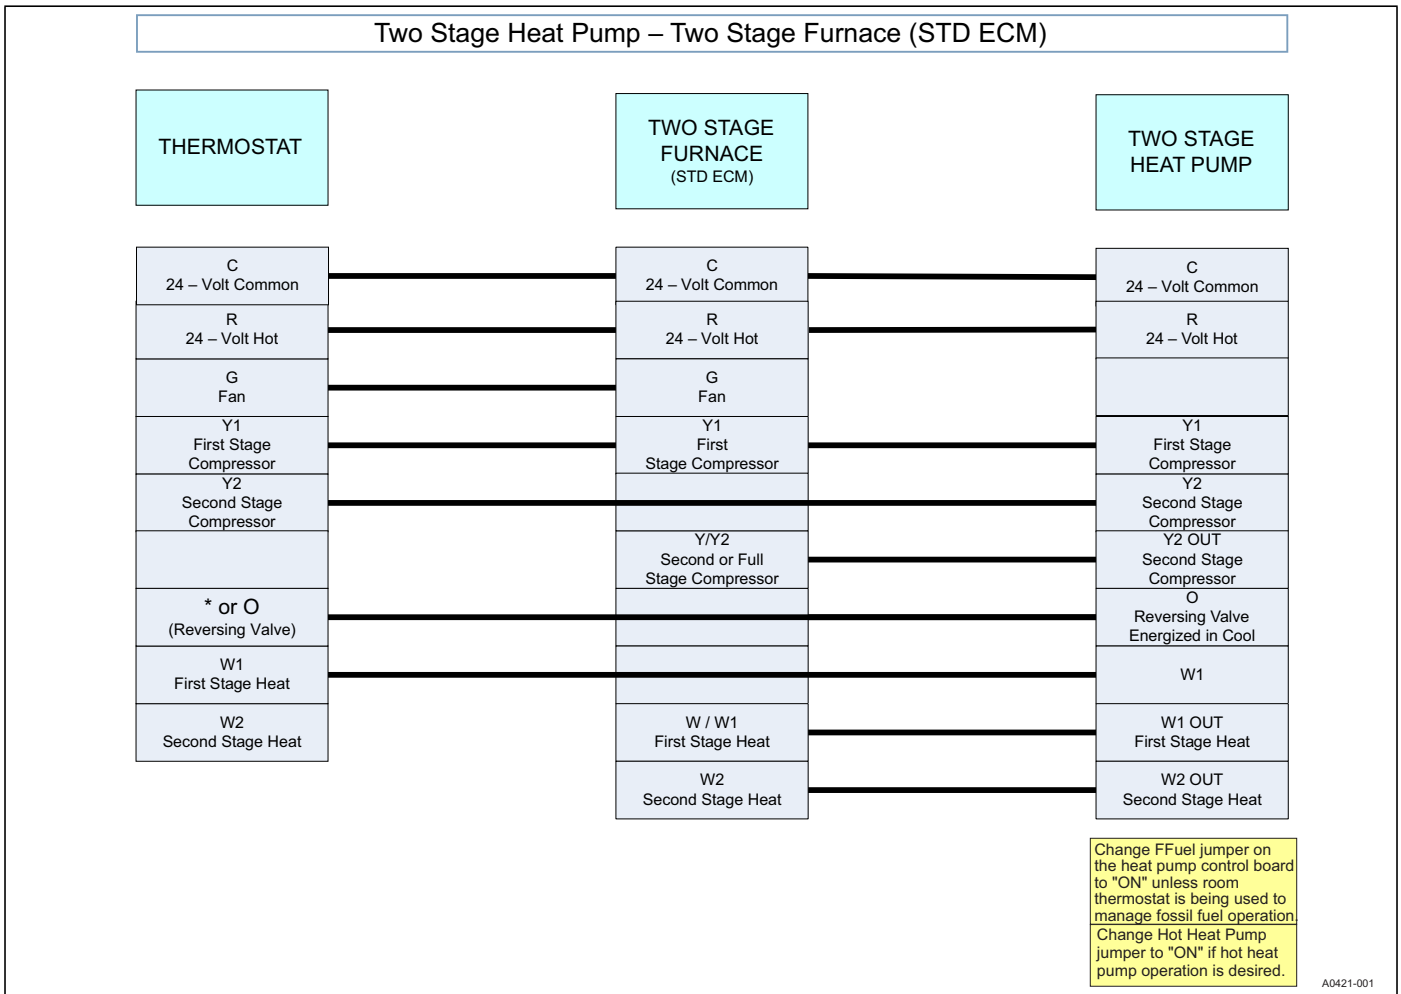 Two Stage Heat Pump – Two Stage Furnace (STD ECM)
THERMOSTAT
TWO STAGE
FURNACE
(STD ECM)
TWO STAGE
HEAT PUMP
C
24 – Volt Common
C
24 – Volt Common
C
24 – Volt Common
R
24 – Volt Hot
R
24 – Volt Hot
R
24 – Volt Hot
G
Fan
G
Fan
Y1
First Stage
Compressor
Y1
First
Stage Compressor
Y1
First Stage
Compressor
Y2
Second Stage
Compressor
Y2
Second Stage
Compressor
Y/Y2
Second or Full
Stage Compressor
Y2 OUT
Second Stage
Compressor
* or O
(Reversing Valve)
O
Reversing Valve
Energized in Cool
W1
First Stage Heat
W1
W2
Second Stage Heat
W / W1
First Stage Heat
W1 OUT
First Stage Heat
W2
Second Stage Heat
W2 OUT
Second Stage Heat
Change FFuel jumper on
the heat pump control board
to "ON" unless room
thermostat is being used to
manage fossil fuel operation.
Change Hot Heat Pump
jumper to "ON" if hot heat
pump operation is desired.
A0421-001